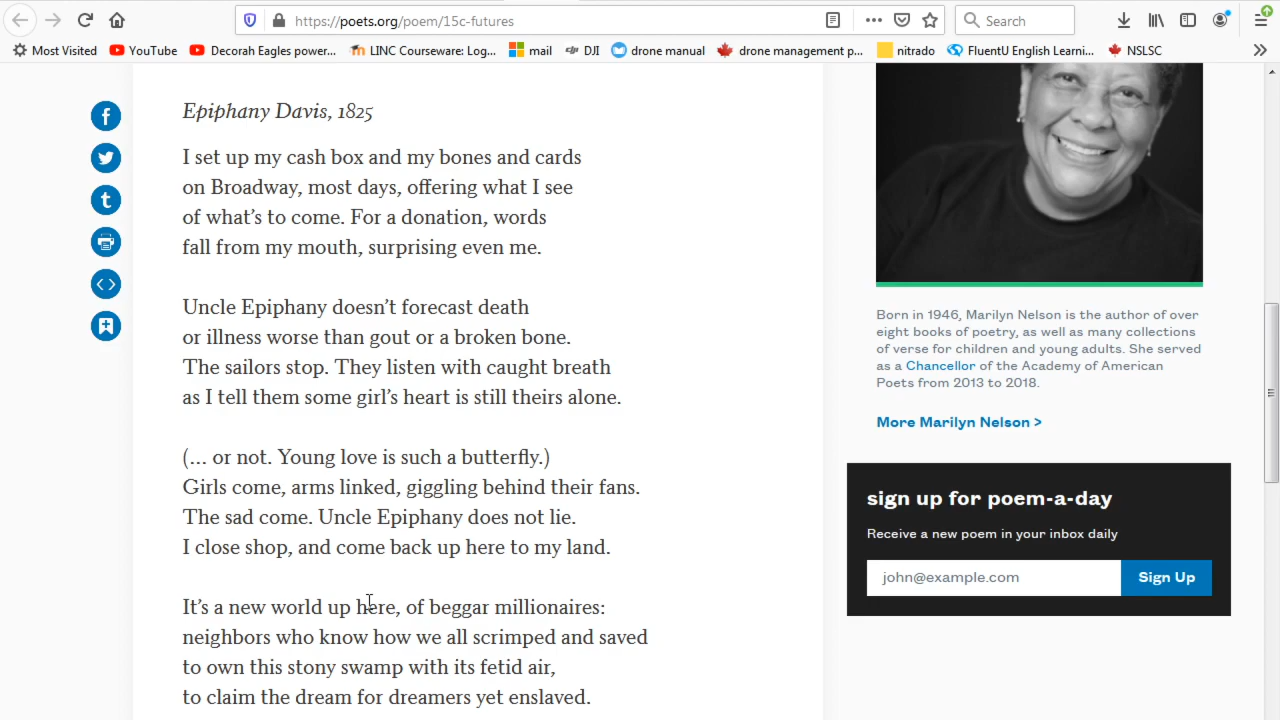 https://poets.org/poem/15c-futures
Search
Most Visited
YouTube
Decorah Eagles power...
LINC Courseware: Log...
mail
DJI
drone manual
drone management p...
nitrado
FluentU English Learni...
NSLSC
Epiphany Davis, 1825
I set up my cash box and my bones and cards
on Broadway, most days, offering what I see
of what’s to come. For a donation, words
fall from my mouth, surprising even me.
Uncle Epiphany doesn’t forecast death
or illness worse than gout or a broken bone.
The sailors stop. They listen with caught breath
as I tell them some girl’s heart is still theirs alone.
(… or not. Young love is such a butterfly.)
Girls come, arms linked, giggling behind their fans.
The sad come. Uncle Epiphany does not lie.
I close shop, and come back up here to my land.
It’s a new world up here, of beggar millionaires:
neighbors who know how we all scrimped and saved
to own this stony swamp with its fetid air,
to claim the dream for dreamers yet enslaved.
Born in 1946, Marilyn Nelson is the author of over
eight books of poetry, as well as many collections
of verse for children and young adults. She served
as a Chancellor of the Academy of American
Poets from 2013 to 2018.
More Marilyn Nelson >
sign up for poem-a-day
Receive a new poem in your inbox daily
john@example.com
Sign Up